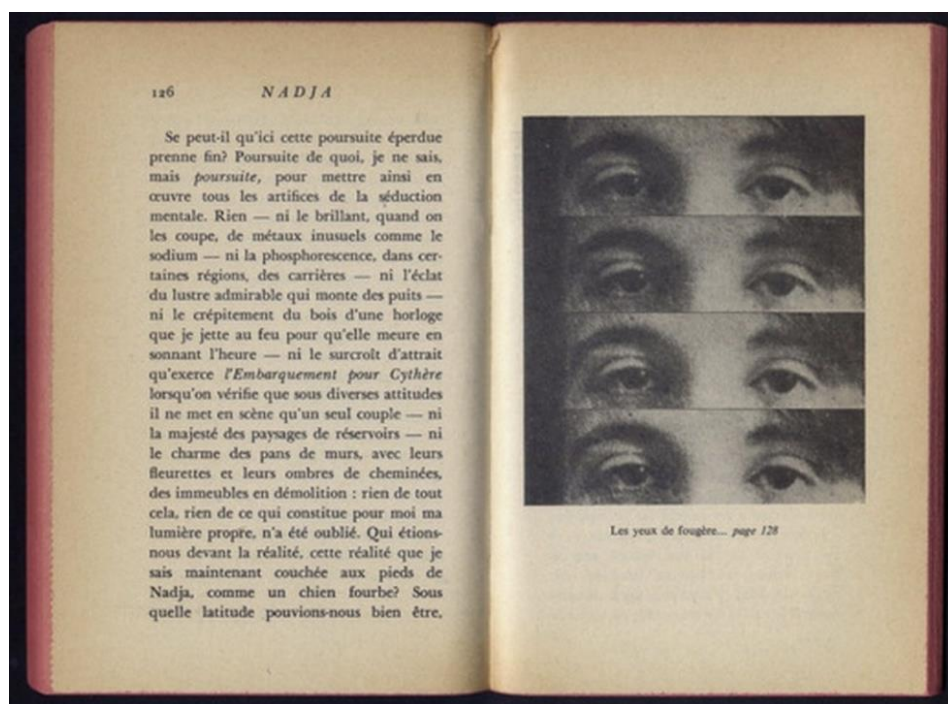 126 NADJA
Se peut-il qu'ici cette poursuite éperdue
prenne fin? Poursuite de quoi, je ne sais,
mais poursuite, pour mettre ainsi en
œuvre tous les artifices de la séduction
mentale. Rien — ni le brillant, quand on
les coupe, de métaux inusuels comme le
sodium — ni la phosphorescence, dans cer-
taines régions, des carrières — ni l'éclat
du lustre admirable qui monte des puits —
ni le crépitement du bois d'une horloge
que je jette au feu pour qu'elle meure en
sonnant l'heure — ni le surcroît d'attrait
qu'exerce l'Embarquement pour Cythère
lorsqu'on vérifie que sous diverses attitudes
il ne met en scène qu'un seul couple — ni
la majesté des paysages de réservoirs — ni
le charme des pans de murs, avec leurs
fleurettes et leurs ombres de cheminées,
des immeubles en démolition : rien de tout
cela, rien de ce qui constitue pour moi ma
lumière propre, n'a été oublié. Qui étions-
nous devant la réalité, cette réalité que je
sais maintenant couchée aux pieds de
Nadja, comme un chien fourbe? Sous
quelle latitude pouvions-nous bien être,
Les yeux de fougère... page 128